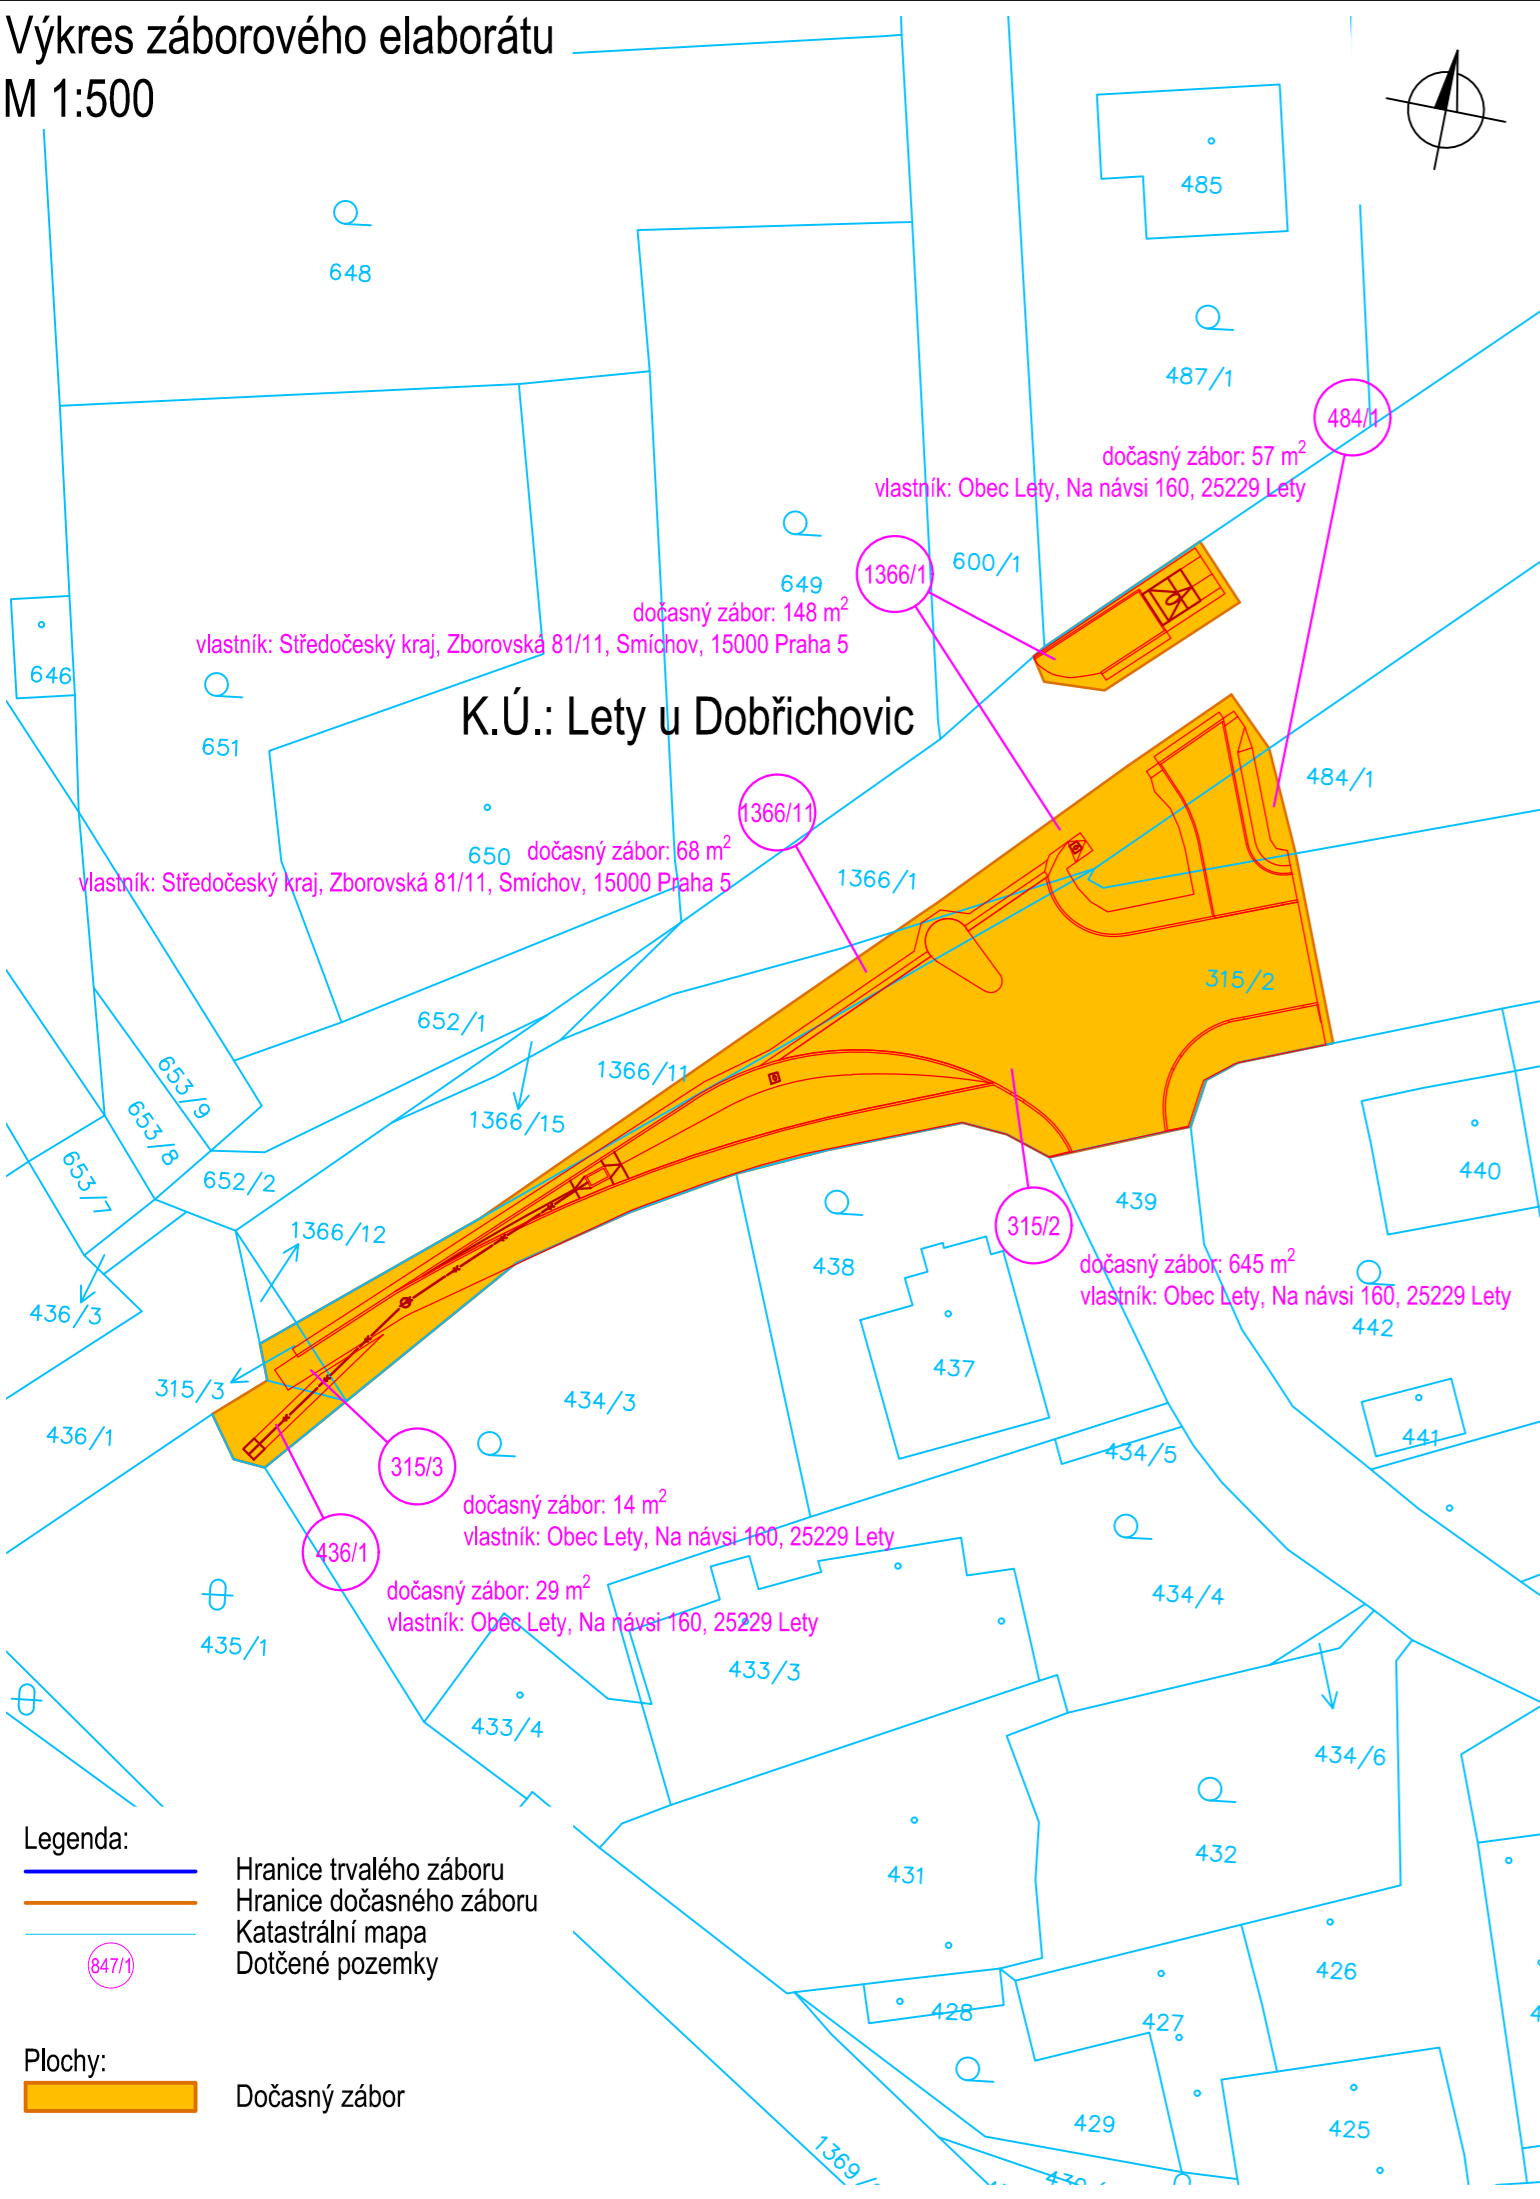 Výkres záborového elaborátu
M 1:500
485
648
487/1
484/1
dočasný zábor: 57 m²
vlastník: Obec Lety, Na návsi 160, 25229 Lety
649
1366/1
600/1
dočasný zábor: 148 m²
vlastník: Středočeský kraj, Zborovská 81/11, Smíchov, 15000 Praha 5
646
651
K.Ú.: Lety u Dobřichovic
484/1
1366/11
650
dočasný zábor: 68 m²
vlastník: Středočeský kraj, Zborovská 81/11, Smíchov, 15000 Praha 5
1366/1
315/2
652/1
1366/11
1366/15
653/9
653/8
653/7
652/2
1366/12
440
439
315/2
438
dočasný zábor: 645 m²
vlastník: Obec Lety, Na návsi 160, 25229 Lety
436/3
442
437
315/3
434/3
436/1
441
434/5
315/3
dočasný zábor: 14 m²
vlastník: Obec Lety, Na návsi 160, 25229 Lety
436/1
dočasný zábor: 29 m²
vlastník: Obec Lety, Na návsi 160, 25229 Lety
434/4
435/1
433/3
433/4
434/6
Legenda:
Hranice trvalého záboru
Hranice dočasného záboru
Katastrální mapa
847/1
Dotčené pozemky
432
431
426
428
427
Plochy:
Dočasný zábor
429
425